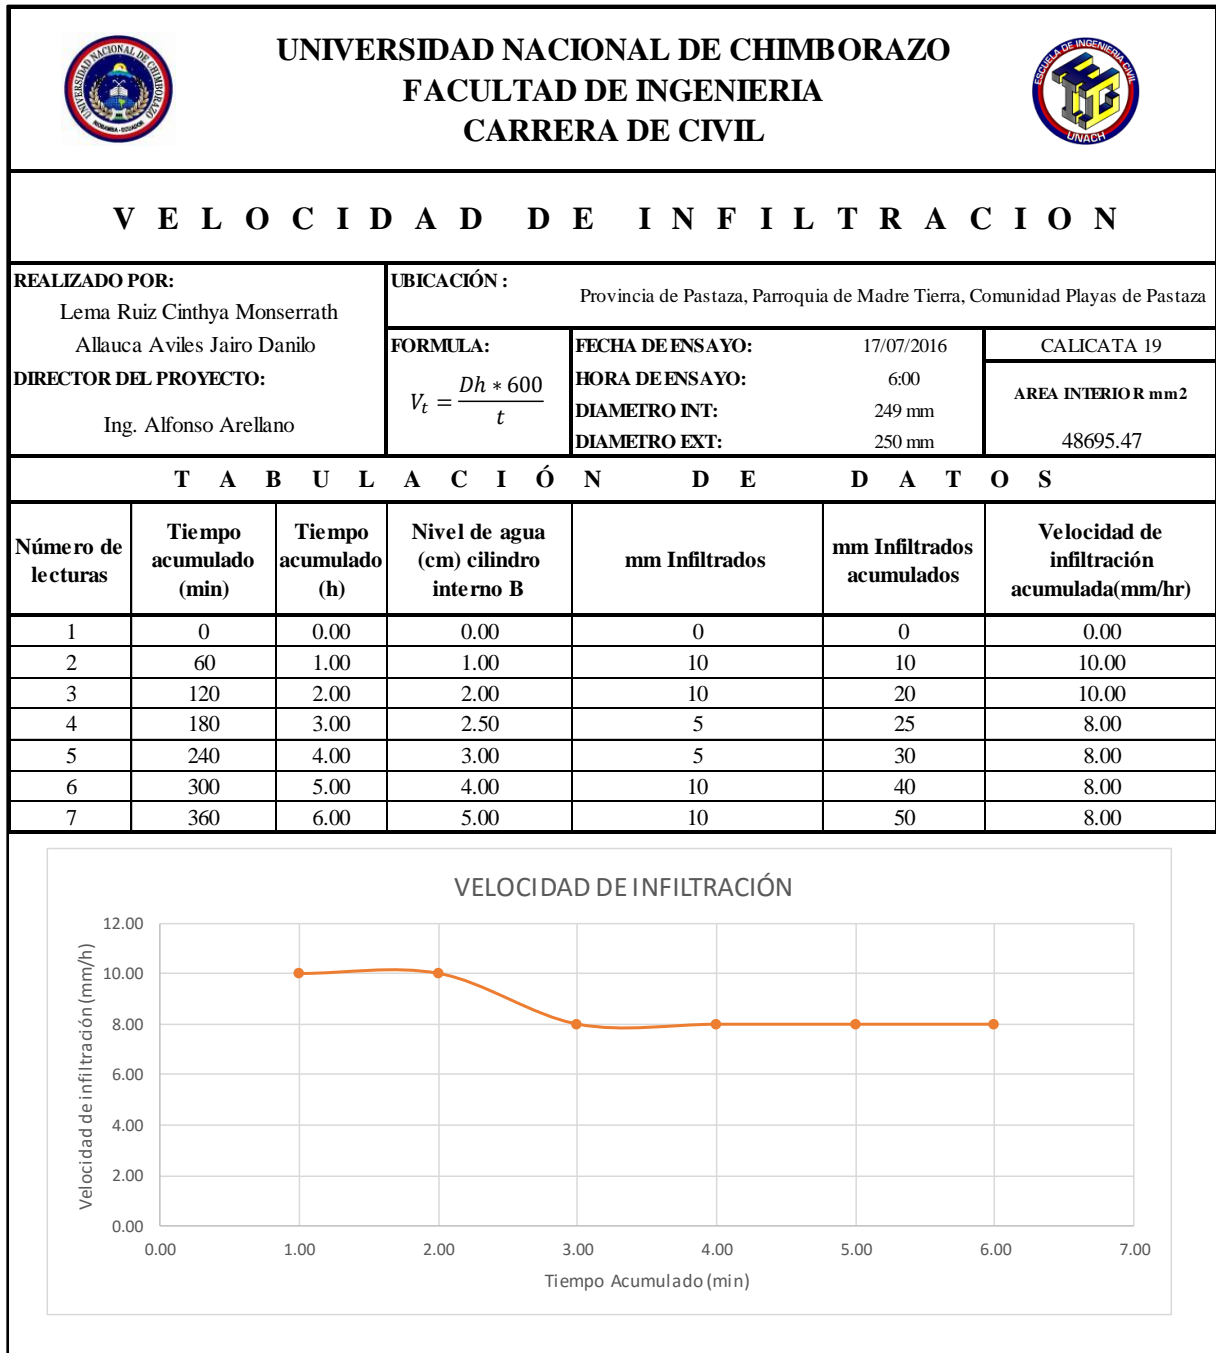 UNIVERSIDAD NACIONAL DE CHIMBORAZO
FACULTAD DE INGENIERIA
CARRERA DE CIVIL
UNIVERSIDAD NACIONAL DE CHIMBORAZO
RIOBAMBA - ECUADOR
ESCUELA DE INGENIERIA CIVIL
UNACH
VELOCIDAD DE INFILTRACION
REALIZADO POR:
Lema Ruiz Cinthya Monserrath
Allauca Aviles Jairo Danilo
DIRECTOR DEL PROYECTO:
Ing. Alfonso Arellano
UBICACIÓN :
Provincia de Pastaza, Parroquia de Madre Tierra, Comunidad Playas de Pastaza
FORMULA:
V_t = Dh * 600 / t
FECHA DE ENSAYO: 17/07/2016
HORA DE ENSAYO: 6:00
DIAMETRO INT: 249 mm
DIAMETRO EXT: 250 mm
CALICATA 19
AREA INTERIOR mm2
48695.47
TABULACIÓN DE DATOS
Número de lecturas | Tiempo acumulado (min) | Tiempo acumulado (h) | Nivel de agua (cm) cilindro interno B | mm Infiltrados | mm Infiltrados acumulados | Velocidad de infiltración acumulada(mm/hr)
1 0 0.00 0.00 0 0 0.00
2 60 1.00 1.00 10 10 10.00
3 120 2.00 2.00 10 20 10.00
4 180 3.00 2.50 5 25 8.00
5 240 4.00 3.00 5 30 8.00
6 300 5.00 4.00 10 40 8.00
7 360 6.00 5.00 10 50 8.00
VELOCIDAD DE INFILTRACIÓN
Velocidad de infiltración (mm/h)
12.00
10.00
8.00
6.00
4.00
2.00
0.00
0.00 1.00 2.00 3.00 4.00 5.00 6.00 7.00
Tiempo Acumulado (min)